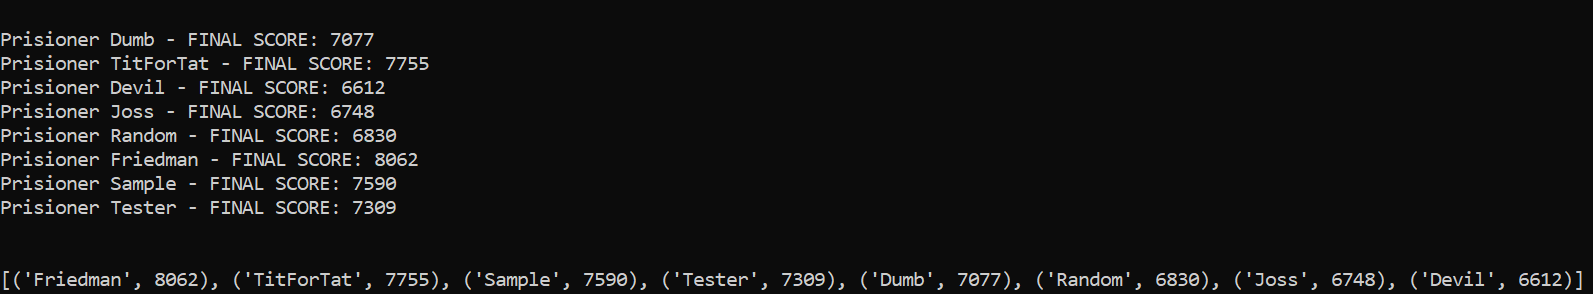 Prisioner Dumb - FINAL SCORE: 7077
Prisioner TitForTat - FINAL SCORE: 7755
Prisioner Devil - FINAL SCORE: 6612
Prisioner Joss - FINAL SCORE: 6748
Prisioner Random - FINAL SCORE: 6830
Prisioner Friedman - FINAL SCORE: 8062
Prisioner Sample - FINAL SCORE: 7590
Prisioner Tester - FINAL SCORE: 7309
[('Friedman', 8062), ('TitForTat', 7755), ('Sample', 7590), ('Tester', 7309), ('Dumb', 7077), ('Random', 6830), ('Joss', 6748), ('Devil', 6612)]